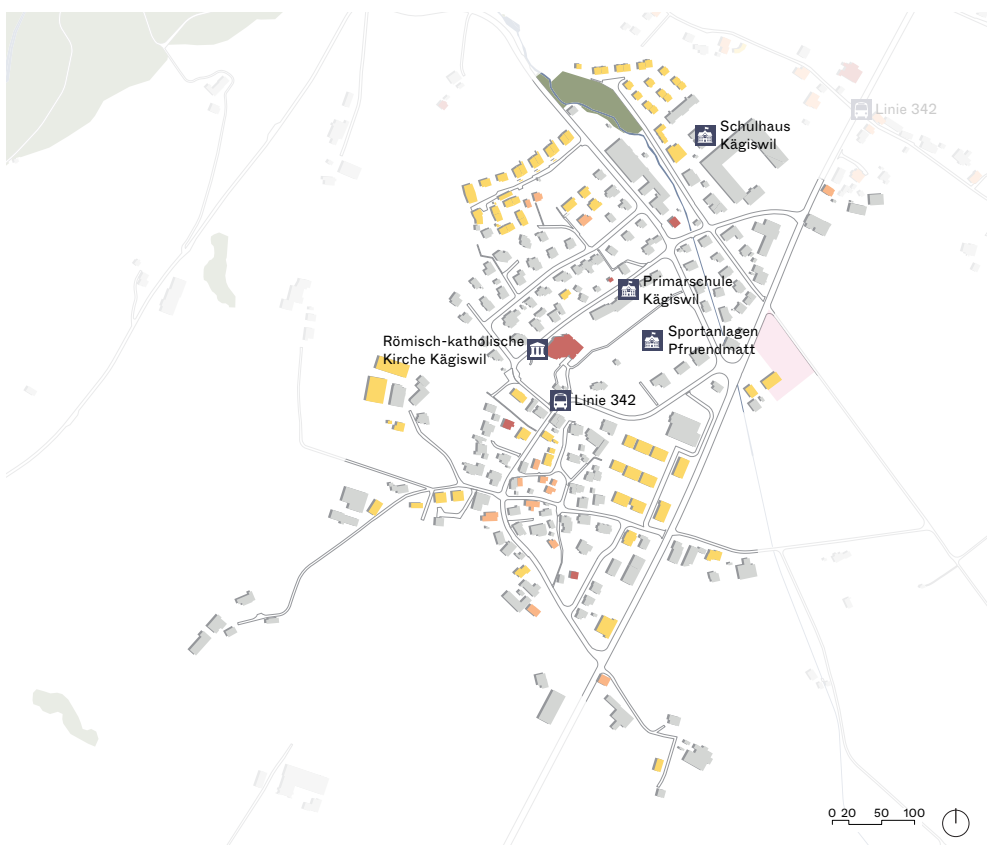 Linie 342
Schulhaus
Kägiswil
Primarschule
Kägiswil
Sportanlagen
Pfruendmatt
Römisch-katholische
Kirche Kägiswil
Linie 342
0 20 50 100